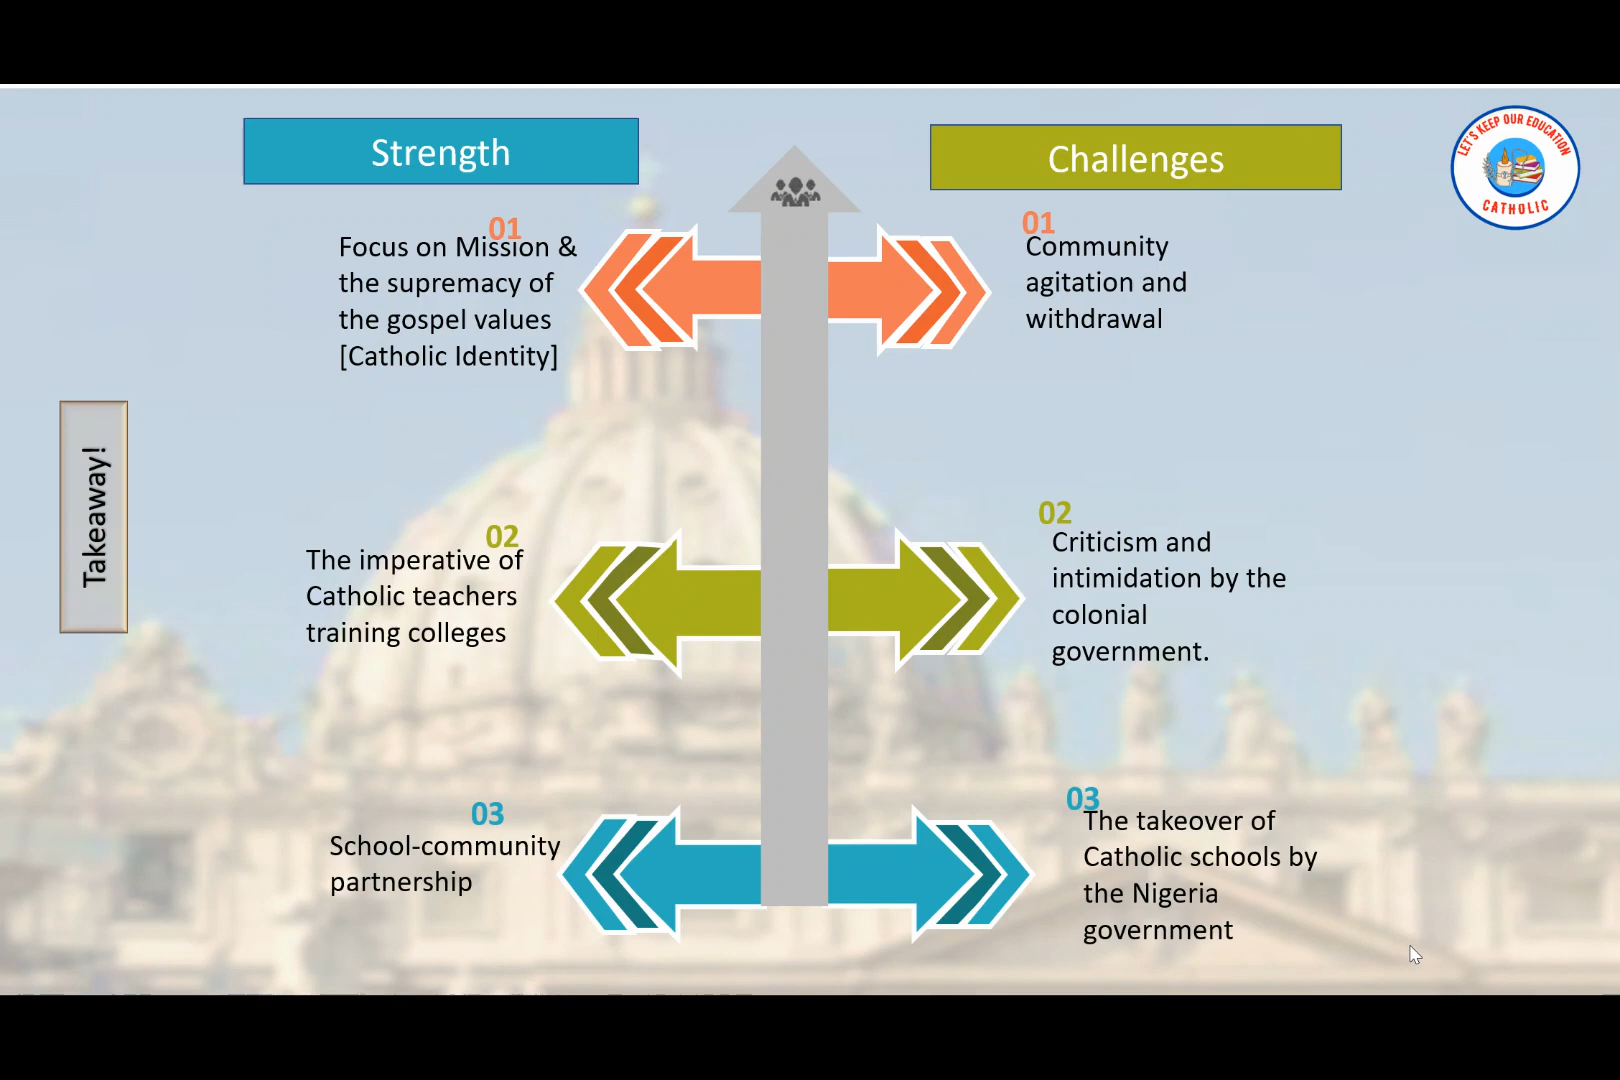 Strength
Challenges
LET'S KEEP OUR EDUCATION
CATHOLIC
01
Focus on Mission &
the supremacy of
the gospel values
[Catholic Identity]
01
Community
agitation and
withdrawal
Takeaway!
02
The imperative of
Catholic teachers
training colleges
02
Criticism and
intimidation by the
colonial
government.
03
School-community
partnership
03
The takeover of
Catholic schools by
the Nigeria
government